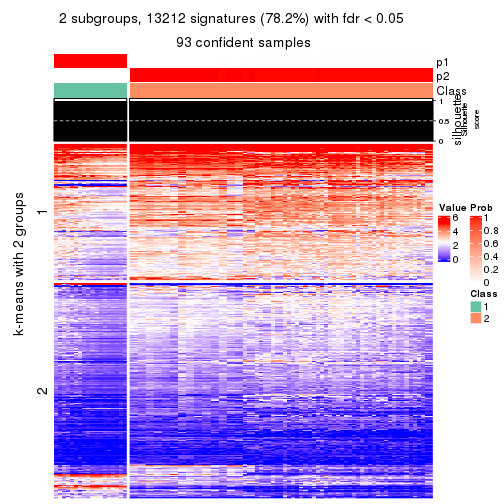 2 subgroups, 13212 signatures (78.2%) with fdr < 0.05
93 confident samples
p1
p2
Class
silhouette
Silhouette
score
1
0.5
0
k-means with 2 groups
1
2
Value
6
4
2
0
Prob
1
0.8
0.6
0.4
0.2
0
Class
1
2